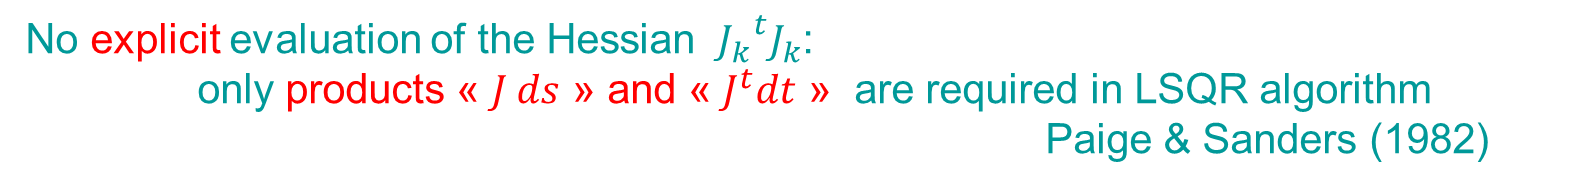 No explicit evaluation of the Hessian J_k^t J_k:
only products « J ds » and « J^t dt » are required in LSQR algorithm
Paige & Sanders (1982)